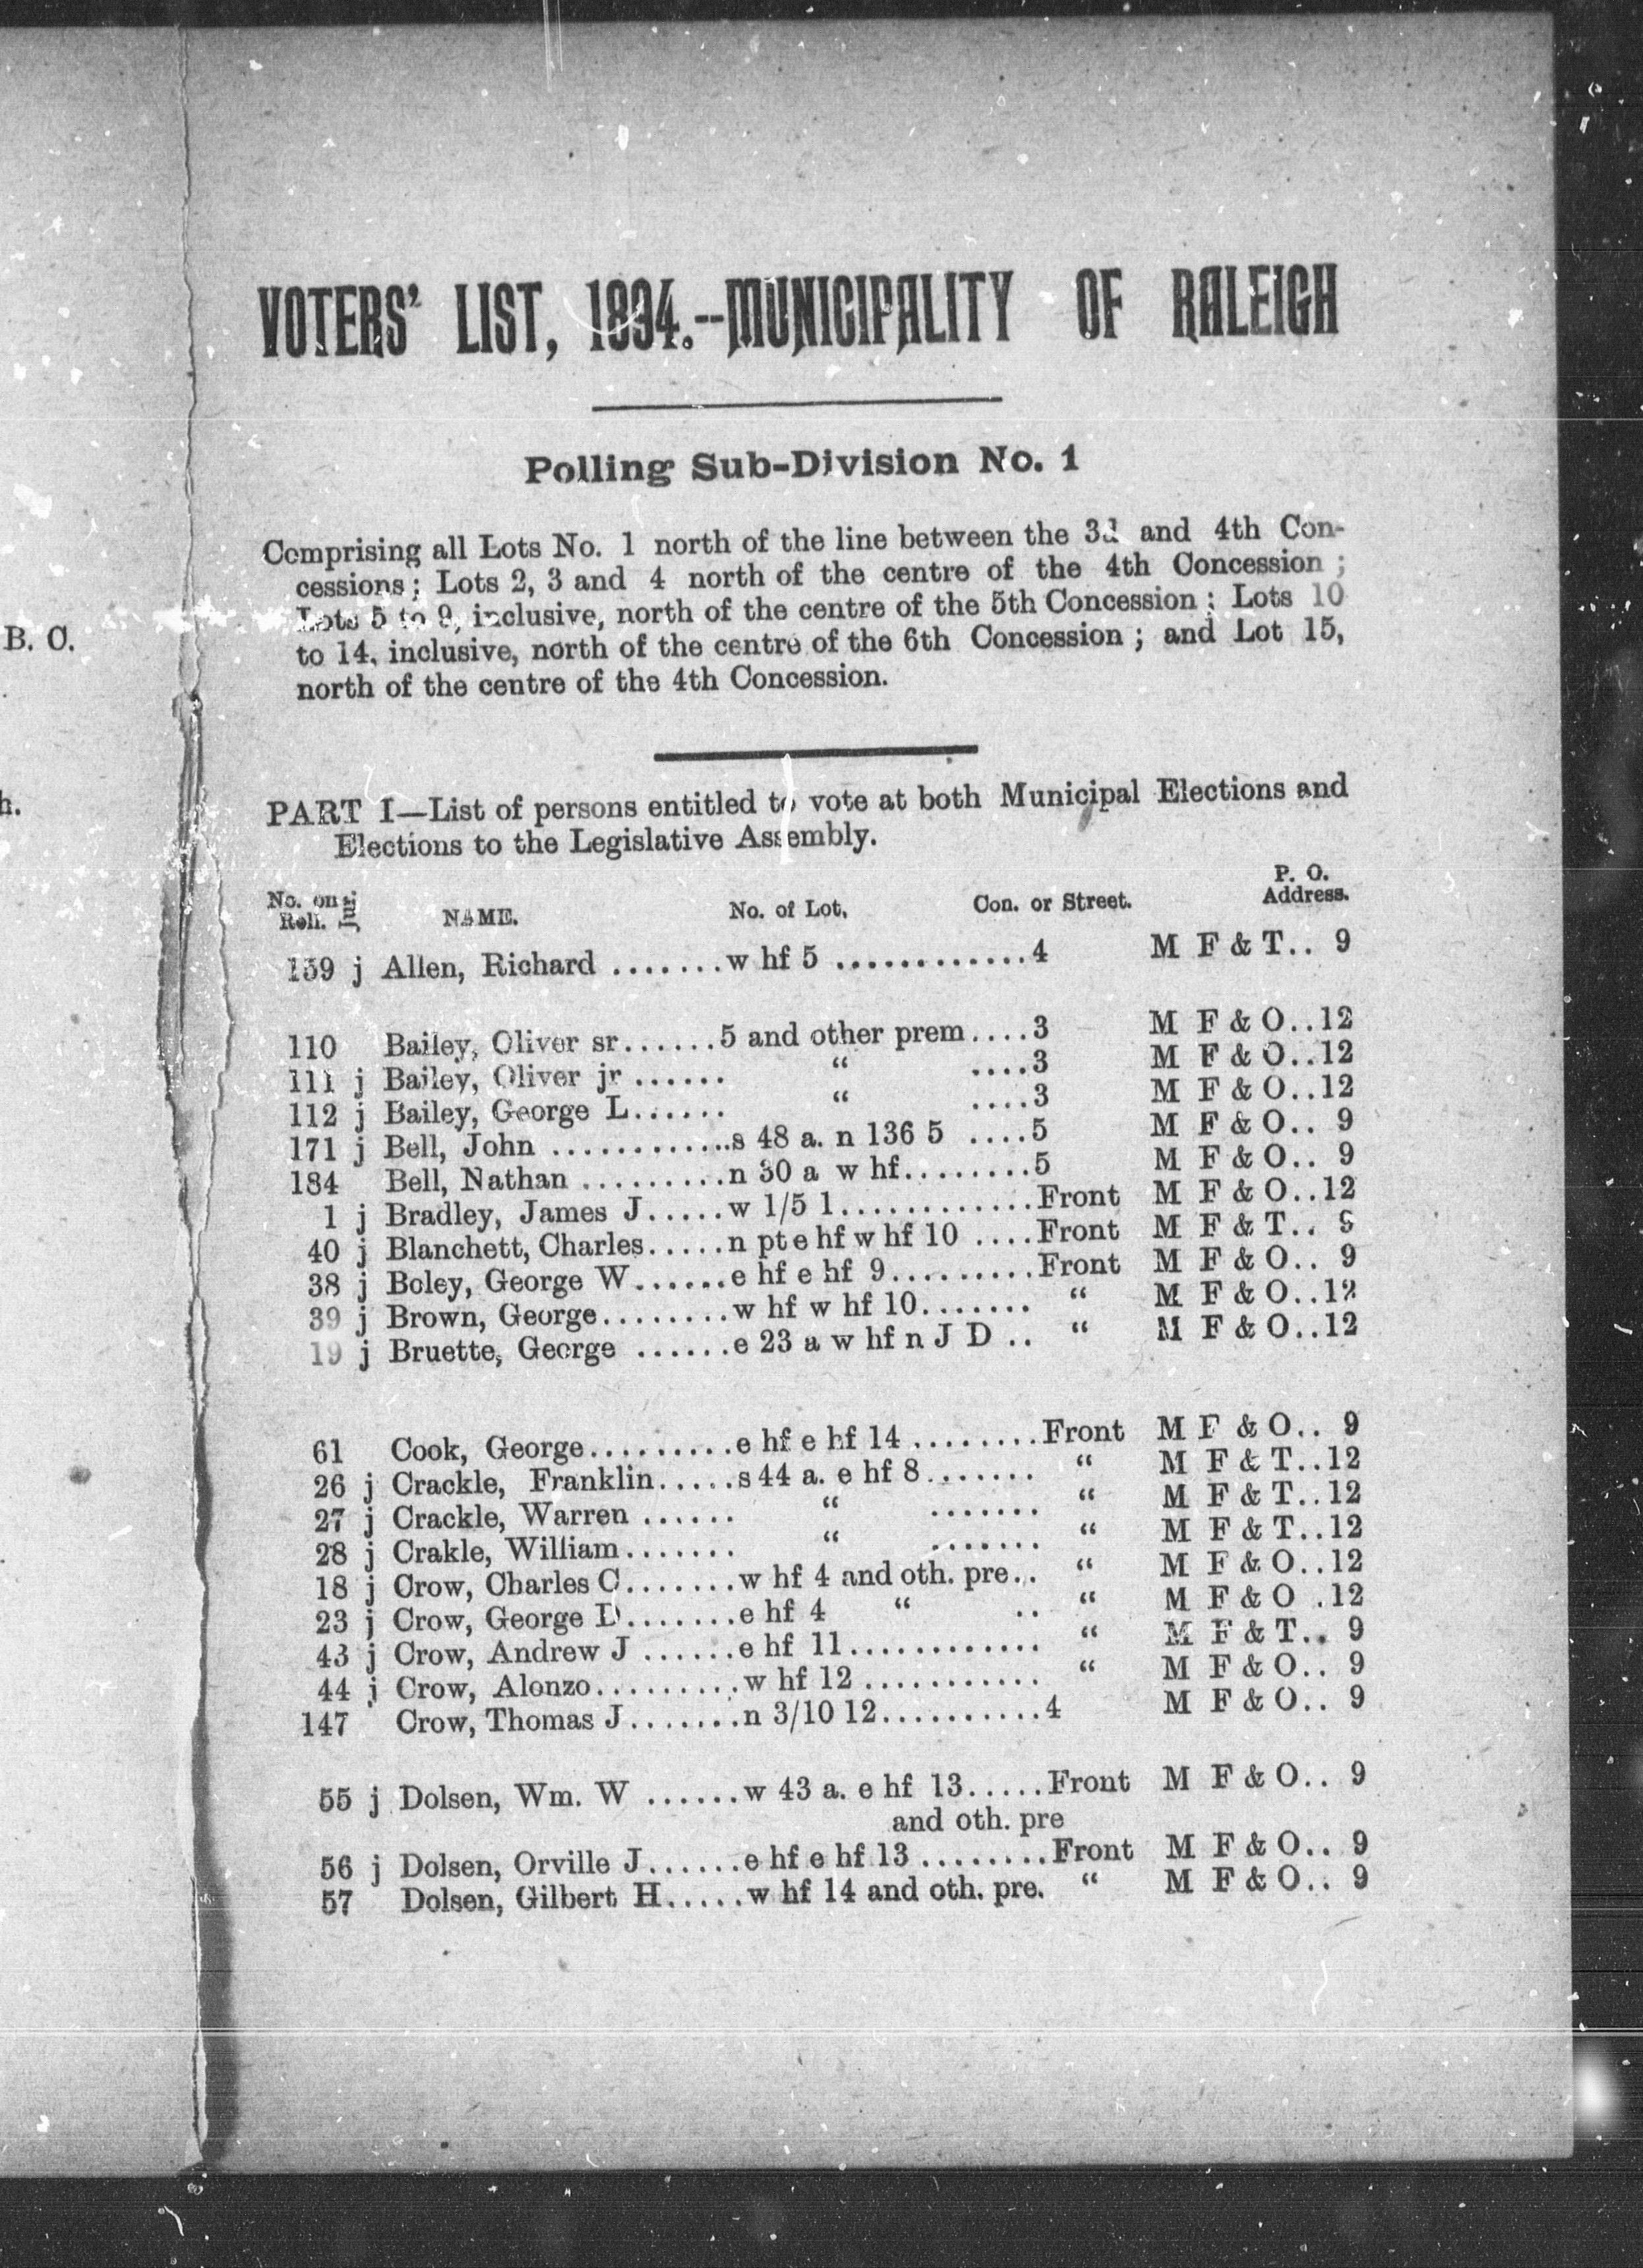 B. C.
h.
VOTERS' LIST, 1894.--MUNICIPALITY OF RALEIGH
Polling Sub-Division No. 1
Comprising all Lots No. 1 north of the line between the 3d and 4th Con-
cessions; Lots 2, 3 and 4 north of the centre of the 4th Concession;
Lots 5 to 9, inclusive, north of the centre of the 5th Concession; Lots 10
to 14, inclusive, north of the centre of the 6th Concession; and Lot 15,
north of the centre of the 4th Concession.
PART I—List of persons entitled to vote at both Municipal Elections and
Elections to the Legislative Assembly.
No. on Roll. Jur. NAME. No. of Lot. Con. or Street. P. O. Address.
159 j Allen, Richard .......w hf 5 ............4 M F & T.. 9
110 Bailey, Oliver sr......5 and other prem....3 M F & O..12
111 j Bailey, Oliver jr ...... “ ....3 M F & O..12
112 j Bailey, George L...... “ ....3 M F & O..12
171 j Bell, John ............s 48 a. n 136 5 ....5 M F & O.. 9
184 Bell, Nathan .........n 30 a w hf........5 M F & O.. 9
1 j Bradley, James J.....w 1/5 1............Front M F & O..12
40 j Blanchett, Charles.....n pt e hf w hf 10 ....Front M F & T.. 9
38 j Boley, George W......e hf e hf 9.........Front M F & O.. 9
39 j Brown, George........w hf w hf 10....... “ M F & O..12
19 j Bruette, George ......e 23 a w hf n J D .. “ M F & O..12
61 Cook, George.........e hf e hf 14 ........Front M F & O.. 9
26 j Crackle, Franklin.....s 44 a. e hf 8....... “ M F & T..12
27 j Crackle, Warren ...... “ ....... “ M F & T..12
28 j Crakle, William....... “ ....... “ M F & T..12
18 j Crow, Charles C.......w hf 4 and oth. pre.. “ M F & O..12
23 j Crow, George D.......e hf 4 “ .. “ M F & O .12
43 j Crow, Andrew J ......e hf 11............ “ M F & T.. 9
44 j Crow, Alonzo.........w hf 12 ........... “ M F & O.. 9
147 Crow, Thomas J.......n 3/10 12..........4 M F & O.. 9
55 j Dolsen, Wm. W ......w 43 a. e hf 13.....Front M F & O.. 9
and oth. pre
56 j Dolsen, Orville J......e hf e hf 13 ........Front M F & O.. 9
57 Dolsen, Gilbert H.....w hf 14 and oth. pre. “ M F & O.. 9